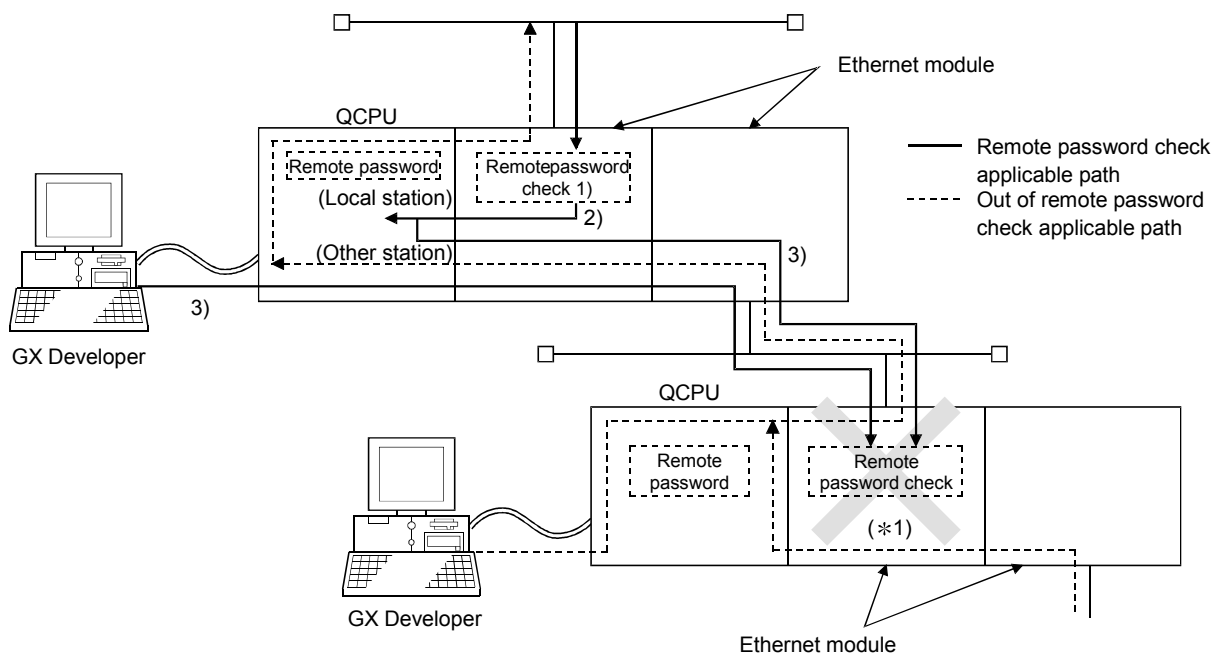 Ethernet module
QCPU
Remote password
Remotepassword
check 1)
(Local station)
2)
(Other station)
3)
3)
GX Developer
Remote password check
applicable path
Out of remote password
check applicable path
QCPU
Remote
password
Remote
password check
(＊1)
GX Developer
Ethernet module